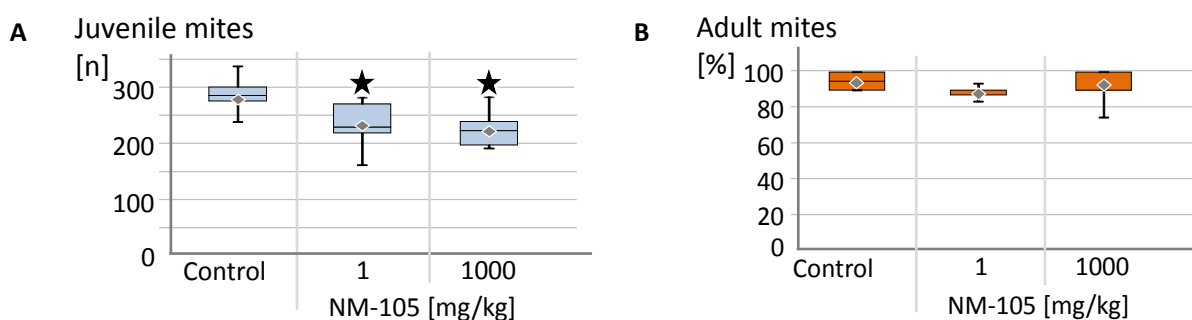 A
Juvenile mites
[n]
300
200
100
0
Control
1
1000
NM-105 [mg/kg]
B
Adult mites
[%]
100
80
60
40
20
0
Control
1
1000
NM-105 [mg/kg]